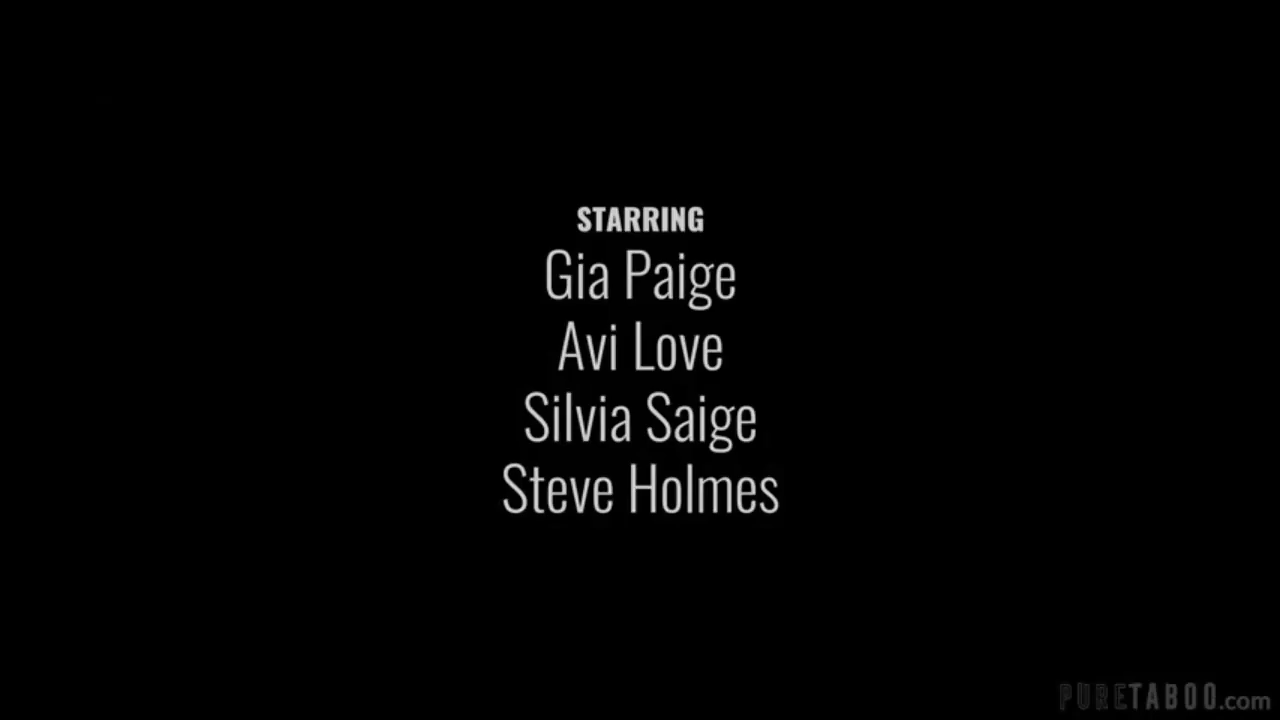 STARRING
Gia Paige
Avi Love
Silvia Saige
Steve Holmes
PURETABOO.com